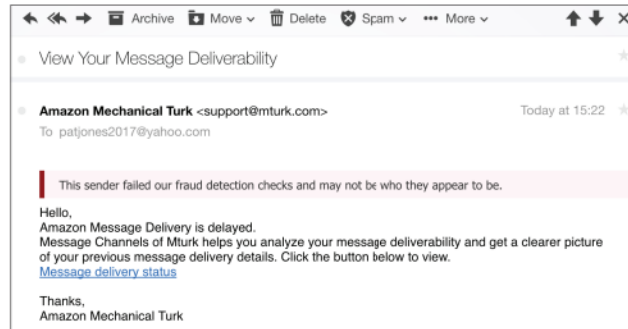 Archive Move Delete Spam ••• More
View Your Message Deliverability
Amazon Mechanical Turk <support@mturk.com> Today at 15:22
To patjones2017@yahoo.com
This sender failed our fraud detection checks and may not be who they appear to be.
Hello,
Amazon Message Delivery is delayed.
Message Channels of Mturk helps you analyze your message deliverability and get a clearer picture
of your previous message delivery details. Click the button below to view.
Message delivery status
Thanks,
Amazon Mechanical Turk